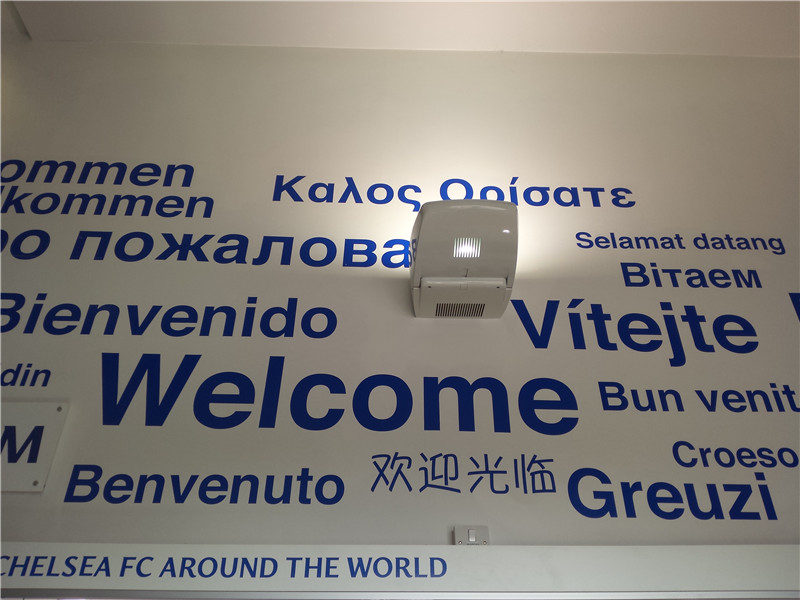 ommen
lkommen
Καλος Ορίσατε
ро пожалова
Selamat datang
Вітаем
Bienvenido
Vítejte
din
Welcome
Bun venit
M
Croeso
Benvenuto
欢迎光临
Greuzi
CHELSEA FC AROUND THE WORLD